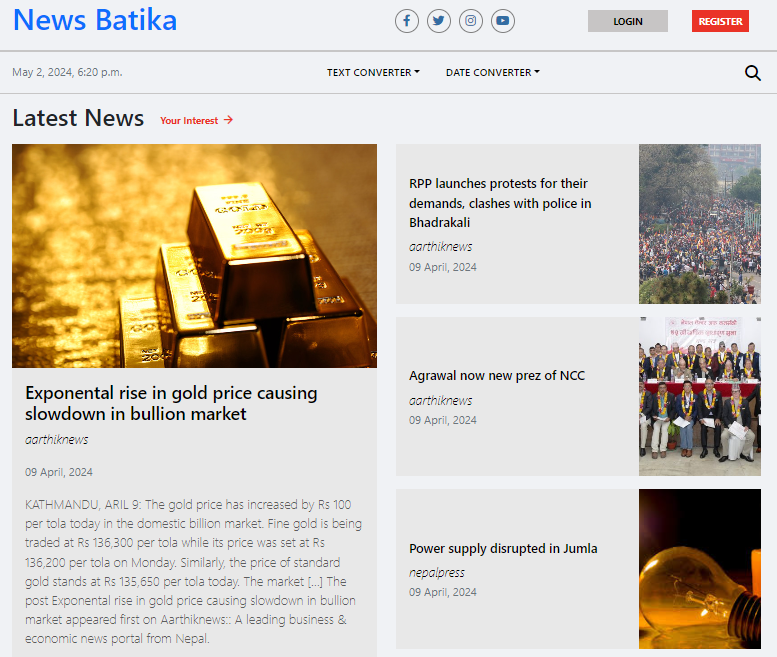 News Batika
LOGIN
REGISTER
May 2, 2024, 6:20 p.m.
TEXT CONVERTER
DATE CONVERTER
Latest News
Your Interest →
GOLD
Exponental rise in gold price causing
slowdown in bullion market
aarthiknews
09 April, 2024
KATHMANDU, ARIL 9: The gold price has increased by Rs 100
per tola today in the domestic billion market. Fine gold is being
traded at Rs 136,300 per tola while its price was set at Rs
136,200 per tola on Monday. Similarly, the price of standard
gold stands at Rs 135,650 per tola today. The market [...] The
post Exponental rise in gold price causing slowdown in bullion
market appeared first on Aarthiknews:: A leading business &
economic news portal from Nepal.
RPP launches protests for their
demands, clashes with police in
Bhadrakali
aarthiknews
09 April, 2024
Agrawal now new prez of NCC
aarthiknews
09 April, 2024
Power supply disrupted in Jumla
nepalpress
09 April, 2024